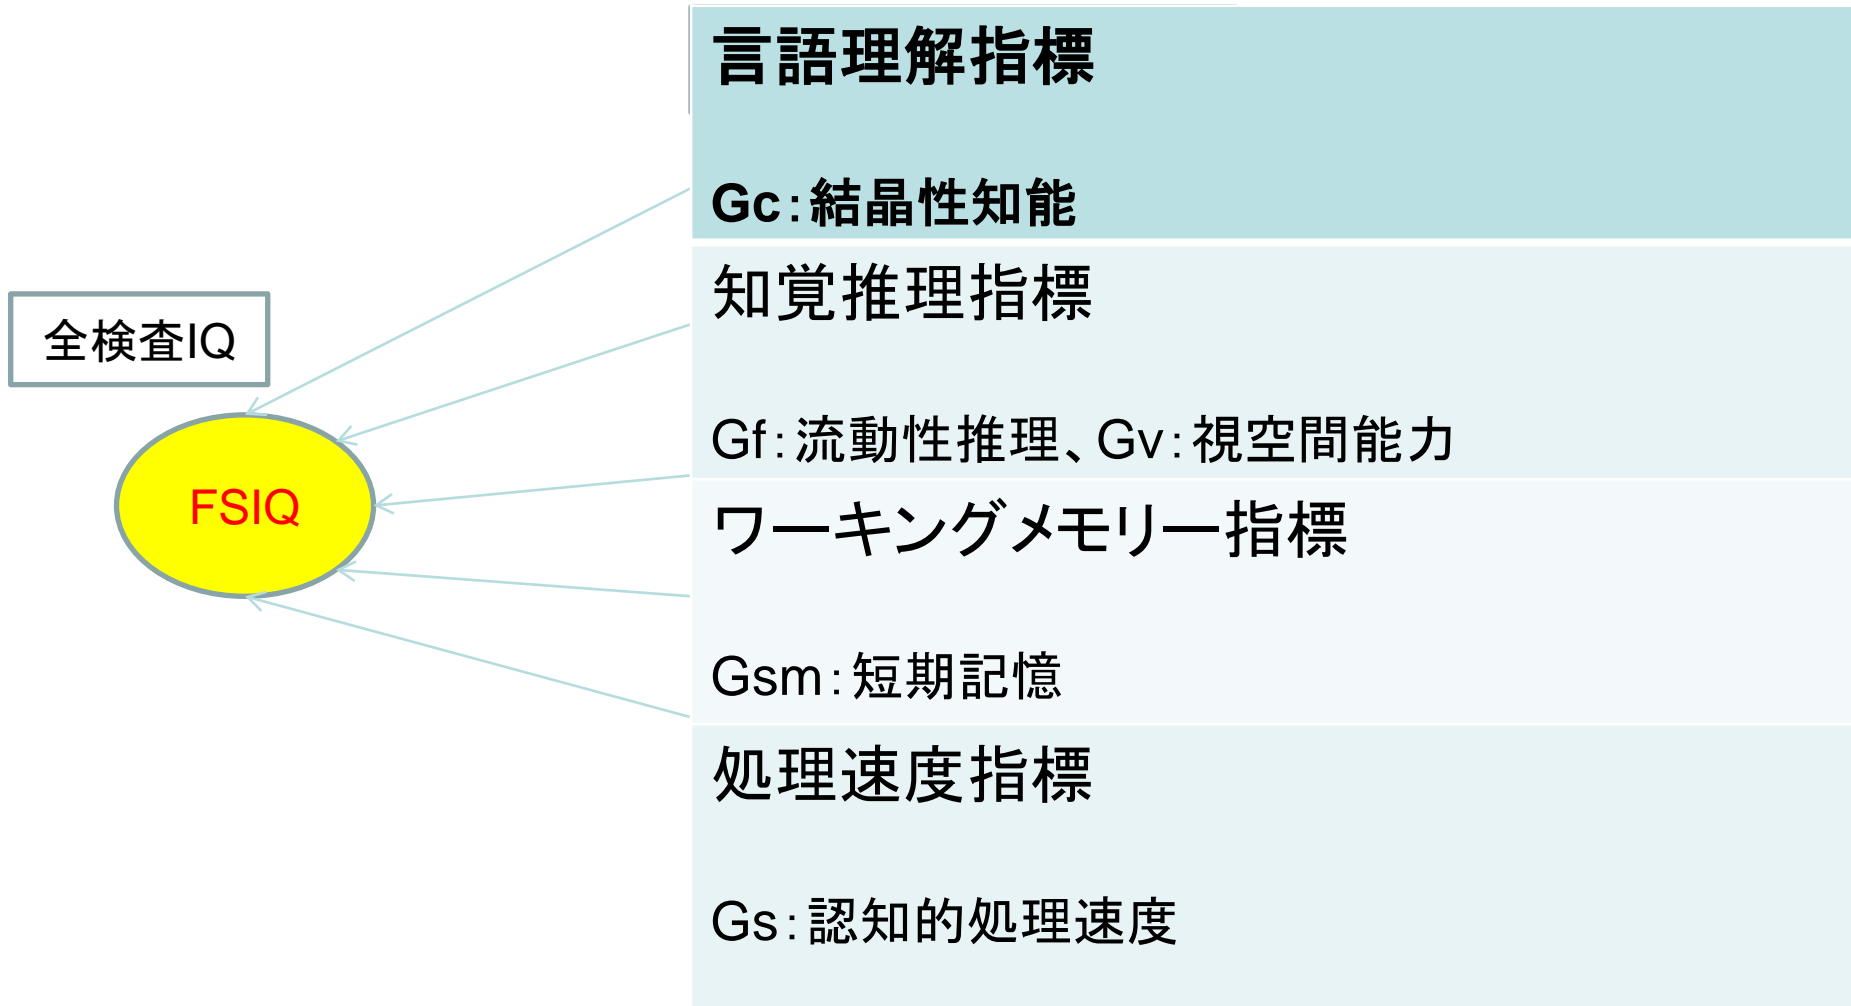 全検査IQ
FSIQ
言語理解指標
Gc：結晶性知能
知覚推理指標
Gf：流動性推理、Gv：視空間能力
ワーキングメモリー指標
Gsm：短期記憶
処理速度指標
Gs：認知的処理速度